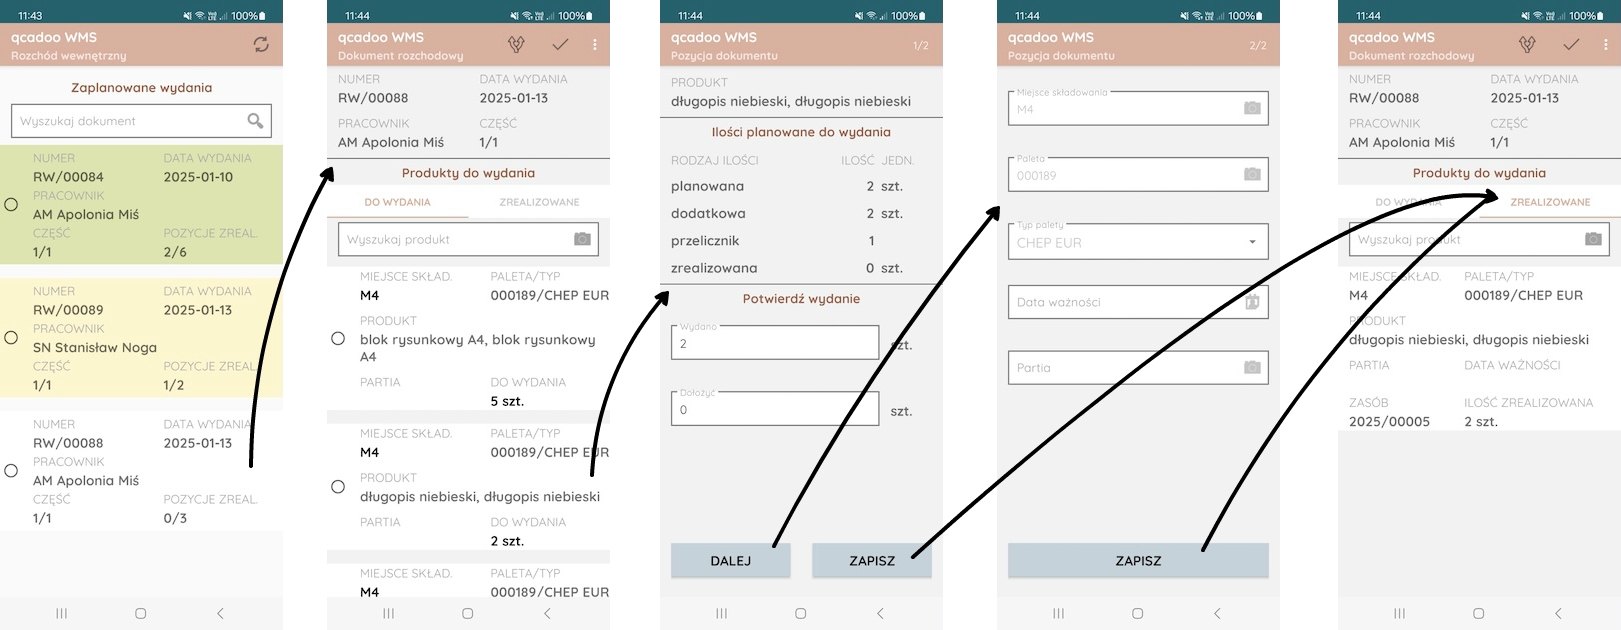 11:43
100%
qcadoo WMS
Rozchód wewnętrzny
Zaplanowane wydania
Wyszukaj dokument
NUMER DATA WYDANIA
RW/00084 2025-01-10
PRACOWNIK
AM Apolonia Miś
CZĘŚĆ POZYCJE ZREAL.
1/1 2/6
NUMER DATA WYDANIA
RW/00089 2025-01-13
PRACOWNIK
SN Stanisław Noga
CZĘŚĆ POZYCJE ZREAL.
1/1 1/2
NUMER DATA WYDANIA
RW/00088 2025-01-13
PRACOWNIK
AM Apolonia Miś
CZĘŚĆ POZYCJE ZREAL.
1/1 0/3
11:44
100%
qcadoo WMS
Dokument rozchodowy
NUMER DATA WYDANIA
RW/00088 2025-01-13
PRACOWNIK CZĘŚĆ
AM Apolonia Miś 1/1
Produkty do wydania
DO WYDANIA ZREALIZOWANE
Wyszukaj produkt
MIEJSCE SKŁAD. PALETA/TYP
M4 000189/CHEP EUR
PRODUKT
blok rysunkowy A4, blok rysunkowy
A4
PARTIA DO WYDANIA
5 szt.
MIEJSCE SKŁAD. PALETA/TYP
M4 000189/CHEP EUR
PRODUKT
długopis niebieski, długopis niebieski
PARTIA DO WYDANIA
2 szt.
MIEJSCE SKŁAD. PALETA/TYP
M4 000189/CHEP EUR
11:44
100%
qcadoo WMS
Pozycja dokumentu
1/2
PRODUKT
długopis niebieski, długopis niebieski
Ilości planowane do wydania
RODZAJ ILOŚCI ILOŚĆ JEDN.
planowana 2 szt.
dodatkowa 2 szt.
przelicznik 1
zrealizowana 0 szt.
Potwierdź wydanie
Wydano
2 szt.
Dołożyć
0 szt.
DALEJ ZAPISZ
11:44
100%
qcadoo WMS
Pozycja dokumentu
2/2
Miejsce składowania
M4
Paleta
000189
Typ palety
CHEP EUR
Data ważności
Partia
ZAPISZ
11:44
100%
qcadoo WMS
Dokument rozchodowy
NUMER DATA WYDANIA
RW/00088 2025-01-13
PRACOWNIK CZĘŚĆ
AM Apolonia Miś 1/1
Produkty do wydania
DO WYDANIA ZREALIZOWANE
Wyszukaj produkt
MIEJSCE SKŁAD. PALETA/TYP
M4 000189/CHEP EUR
PRODUKT
długopis niebieski, długopis niebieski
PARTIA DATA WAŻNOŚCI
ZASÓB ILOŚĆ ZREALIZOWANA
2025/00005 2 szt.